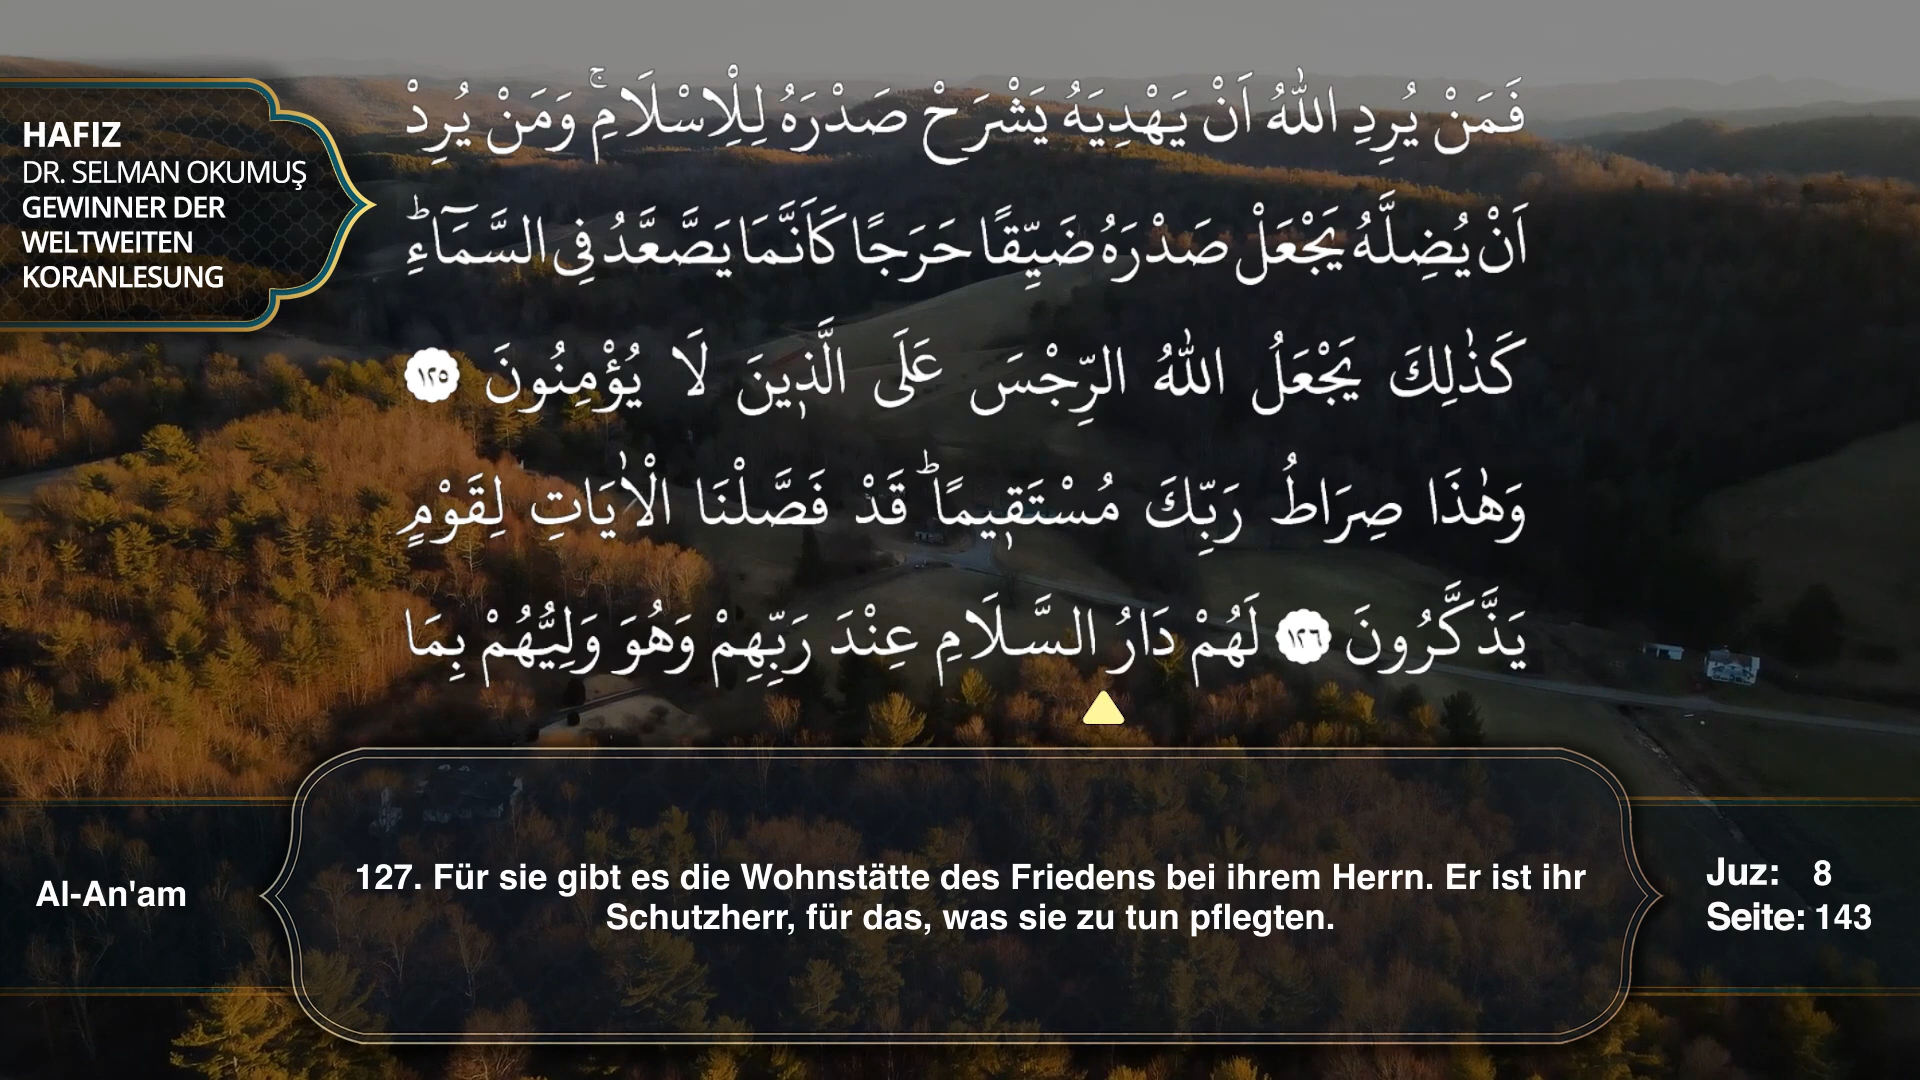 HAFIZ
DR. SELMAN OKUMUŞ
GEWINNER DER
WELTWEITEN
KORANLESUNG
فَمَنْ يُرِدِ اللّٰهُ اَنْ يَهْدِيَهُ يَشْرَحْ صَدْرَهُ لِلْاِسْلَامِۚ وَمَنْ يُرِدْ
اَنْ يُضِلَّهُ يَجْعَلْ صَدْرَهُ ضَيِّقًا حَرَجًا كَاَنَّمَا يَصَّعَّدُ فِى السَّمَٓاءِؕ
كَذٰلِكَ يَجْعَلُ اللّٰهُ الرِّجْسَ عَلَى الَّذ۪ينَ لَا يُؤْمِنُونَ ١٢٥
وَهٰذَا صِرَاطُ رَبِّكَ مُسْتَق۪يمًاؕ قَدْ فَصَّلْنَا الْاٰيَاتِ لِقَوْمٍ
يَذَّكَّرُونَ ١٢٦ لَهُمْ دَارُ السَّلَامِ عِنْدَ رَبِّهِمْ وَهُوَ وَلِيُّهُمْ بِمَا
Al-An'am
127. Für sie gibt es die Wohnstätte des Friedens bei ihrem Herrn. Er ist ihr
Schutzherr, für das, was sie zu tun pflegten.
Juz: 8
Seite: 143